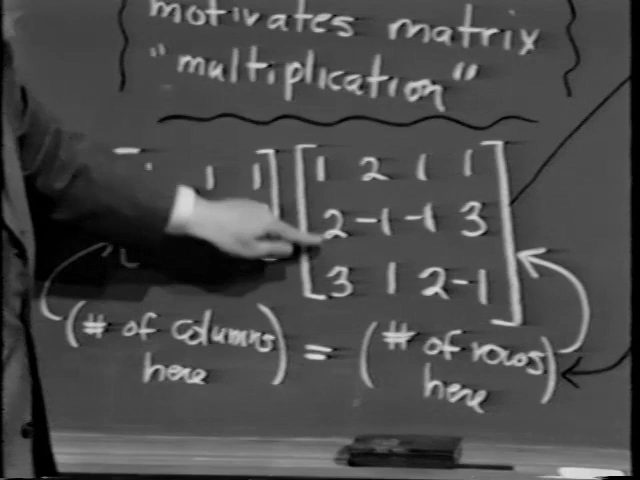 motivates matrix
"multiplication"
1 1 1 2 1 1
2 -1 -1 3
3 1 2 -1
(# of columns here) = (# of rows here)